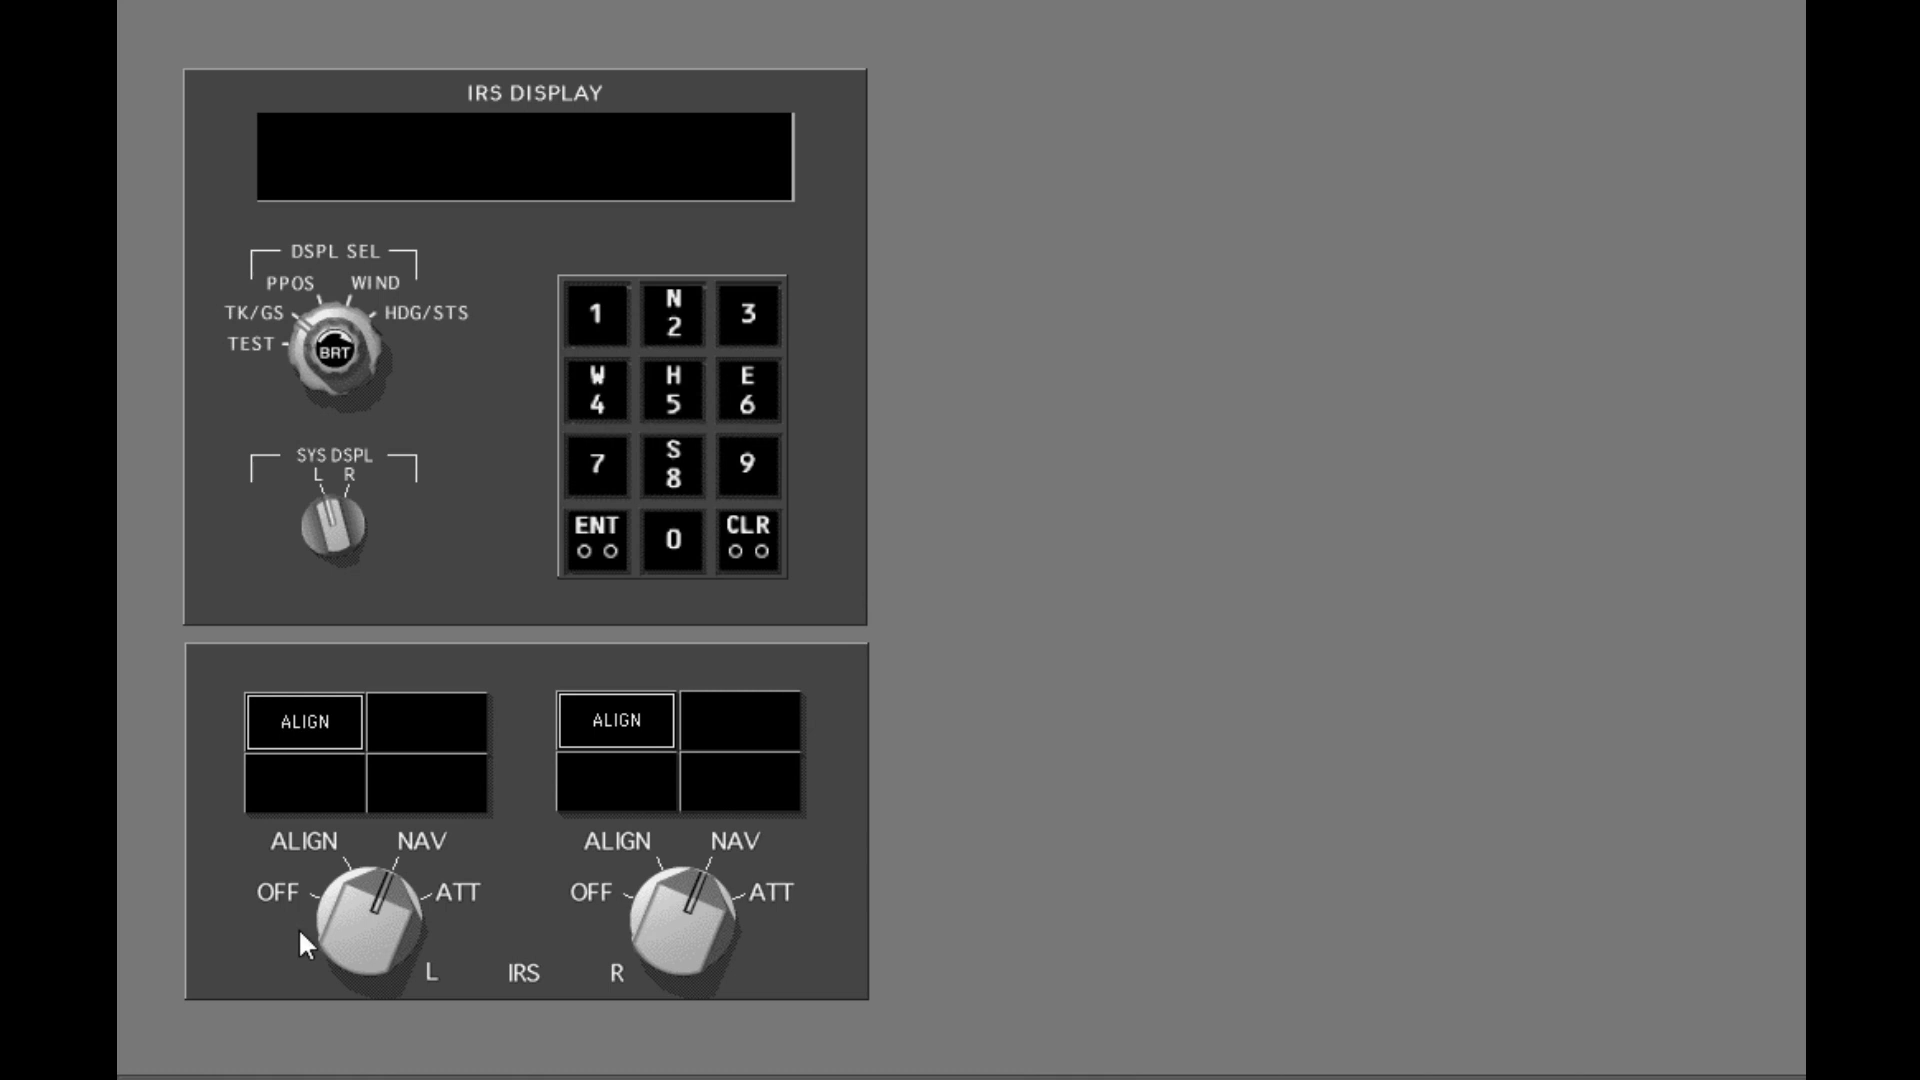 IRS DISPLAY
DSPL SEL
PPOS WIND
TK/GS HDG/STS
TEST
BRT
SYS DSPL
L R
1 N 2 3
W 4 H 5 E 6
7 S 8 9
ENT 0 CLR
ALIGN ALIGN
ALIGN NAV ALIGN NAV
OFF ATT OFF ATT
L IRS R